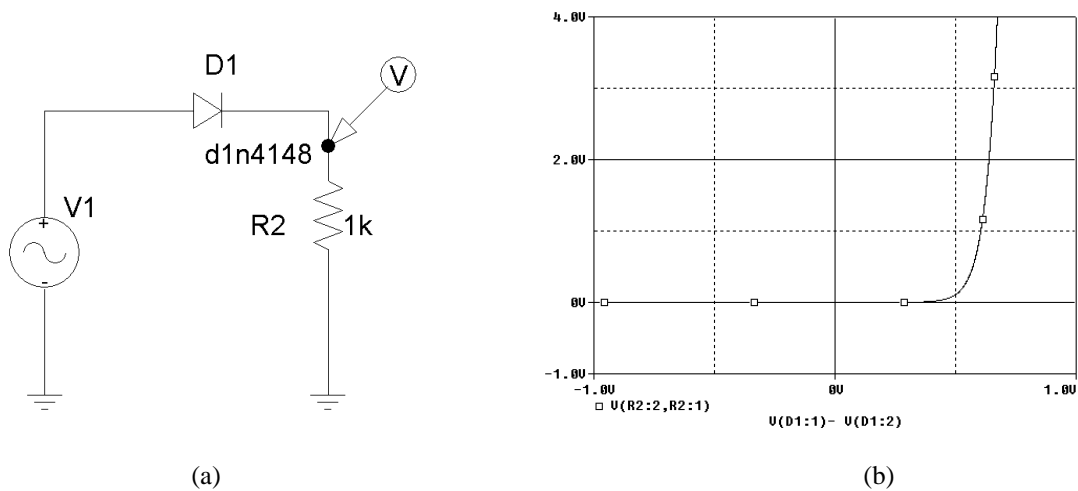 D1
V
d1n4148
V1
+
-
R2
1k
(a)
4.0V
2.0V
0V
-1.0V
-1.0V
0V
1.0V
V(R2:2,R2:1)
V(D1:1)- V(D1:2)
(b)